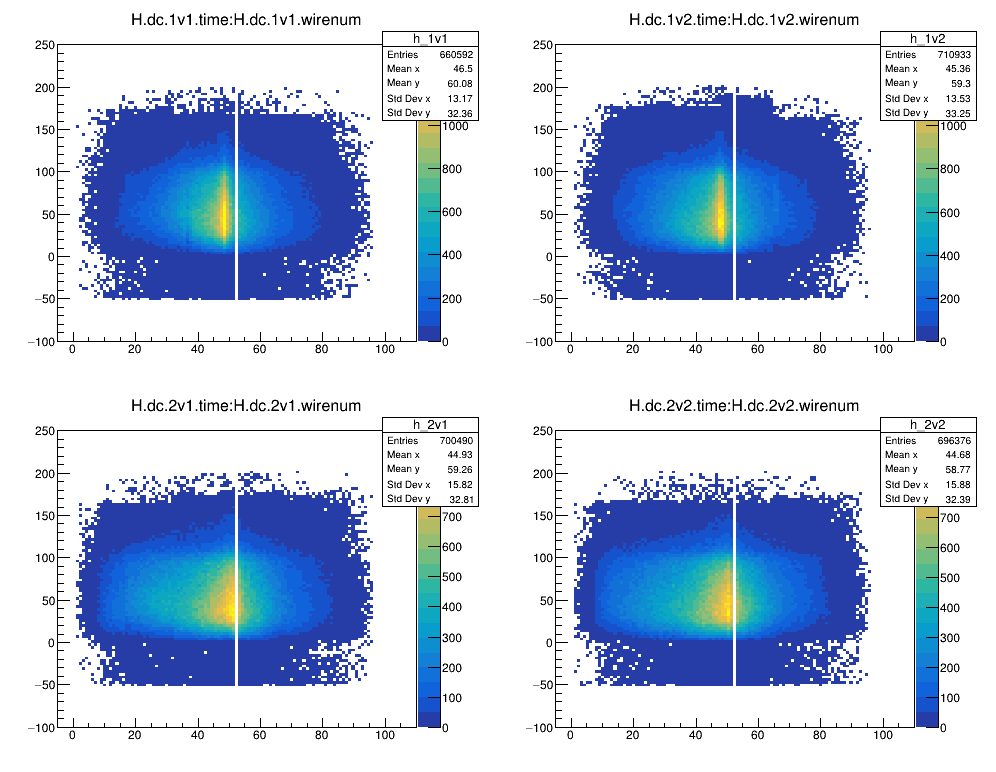 H.dc.1v1.time:H.dc.1v1.wirenum
h_1v1
Entries 660592
Mean x 46.5
Mean y 60.08
Std Dev x 13.17
Std Dev y 32.36
250
200
150
100
50
0
−50
−100
0 20 40 60 80 100
1000
800
600
400
200
0
H.dc.1v2.time:H.dc.1v2.wirenum
h_1v2
Entries 710933
Mean x 45.36
Mean y 59.3
Std Dev x 13.53
Std Dev y 33.25
250
200
150
100
50
0
−50
−100
0 20 40 60 80 100
1000
800
600
400
200
0
H.dc.2v1.time:H.dc.2v1.wirenum
h_2v1
Entries 700490
Mean x 44.93
Mean y 59.26
Std Dev x 15.82
Std Dev y 32.81
250
200
150
100
50
0
−50
−100
0 20 40 60 80 100
700
600
500
400
300
200
100
0
H.dc.2v2.time:H.dc.2v2.wirenum
h_2v2
Entries 696376
Mean x 44.68
Mean y 58.77
Std Dev x 15.88
Std Dev y 32.39
250
200
150
100
50
0
−50
−100
0 20 40 60 80 100
700
600
500
400
300
200
100
0